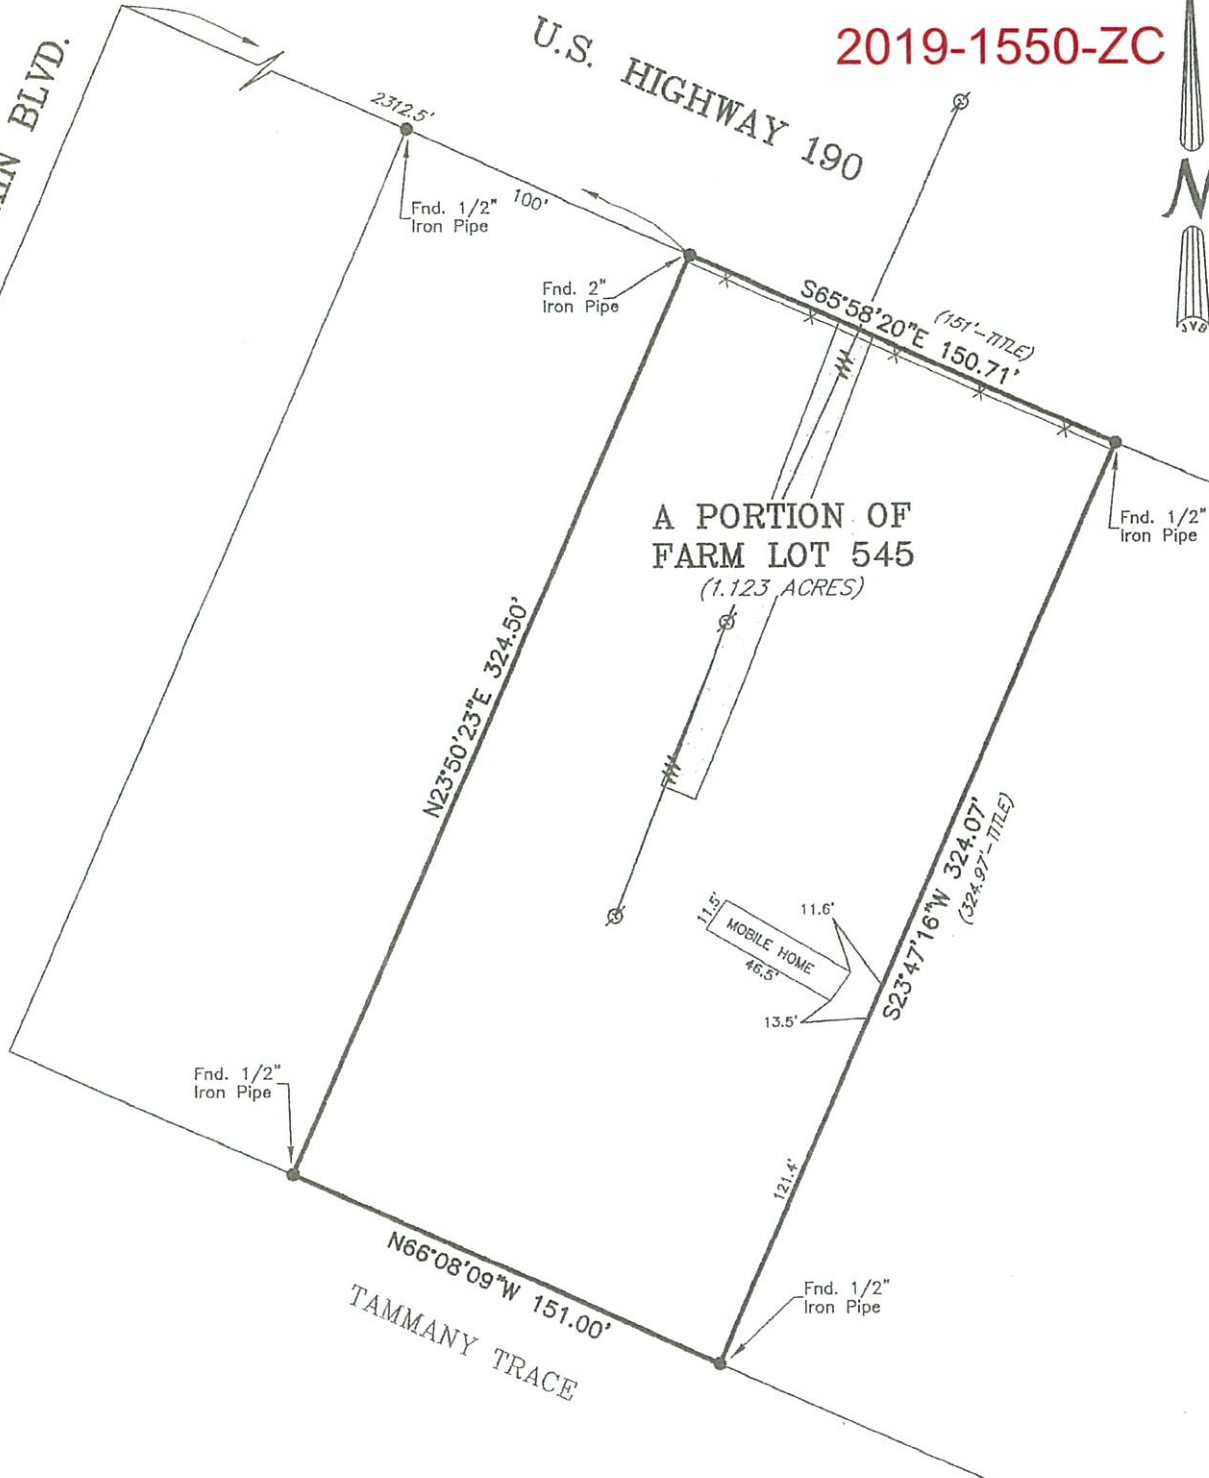 2019-1550-ZC
U.S. HIGHWAY 190
BLVD.
N
2312.5'
100'
Fnd. 1/2"
Iron Pipe
Fnd. 2"
Iron Pipe
S65°58'20"E 150.71'
(151'-TITLE)
Fnd. 1/2"
Iron Pipe
A PORTION OF
FARM LOT 545
(1.123 ACRES)
N23°50'23"E 324.50'
S23°47'16"W 324.07'
(324.97'-TITLE)
11.5'
MOBILE HOME
46.5'
11.6'
13.5'
Fnd. 1/2"
Iron Pipe
121.4'
N66°08'09"W 151.00'
TAMMANY TRACE
Fnd. 1/2"
Iron Pipe